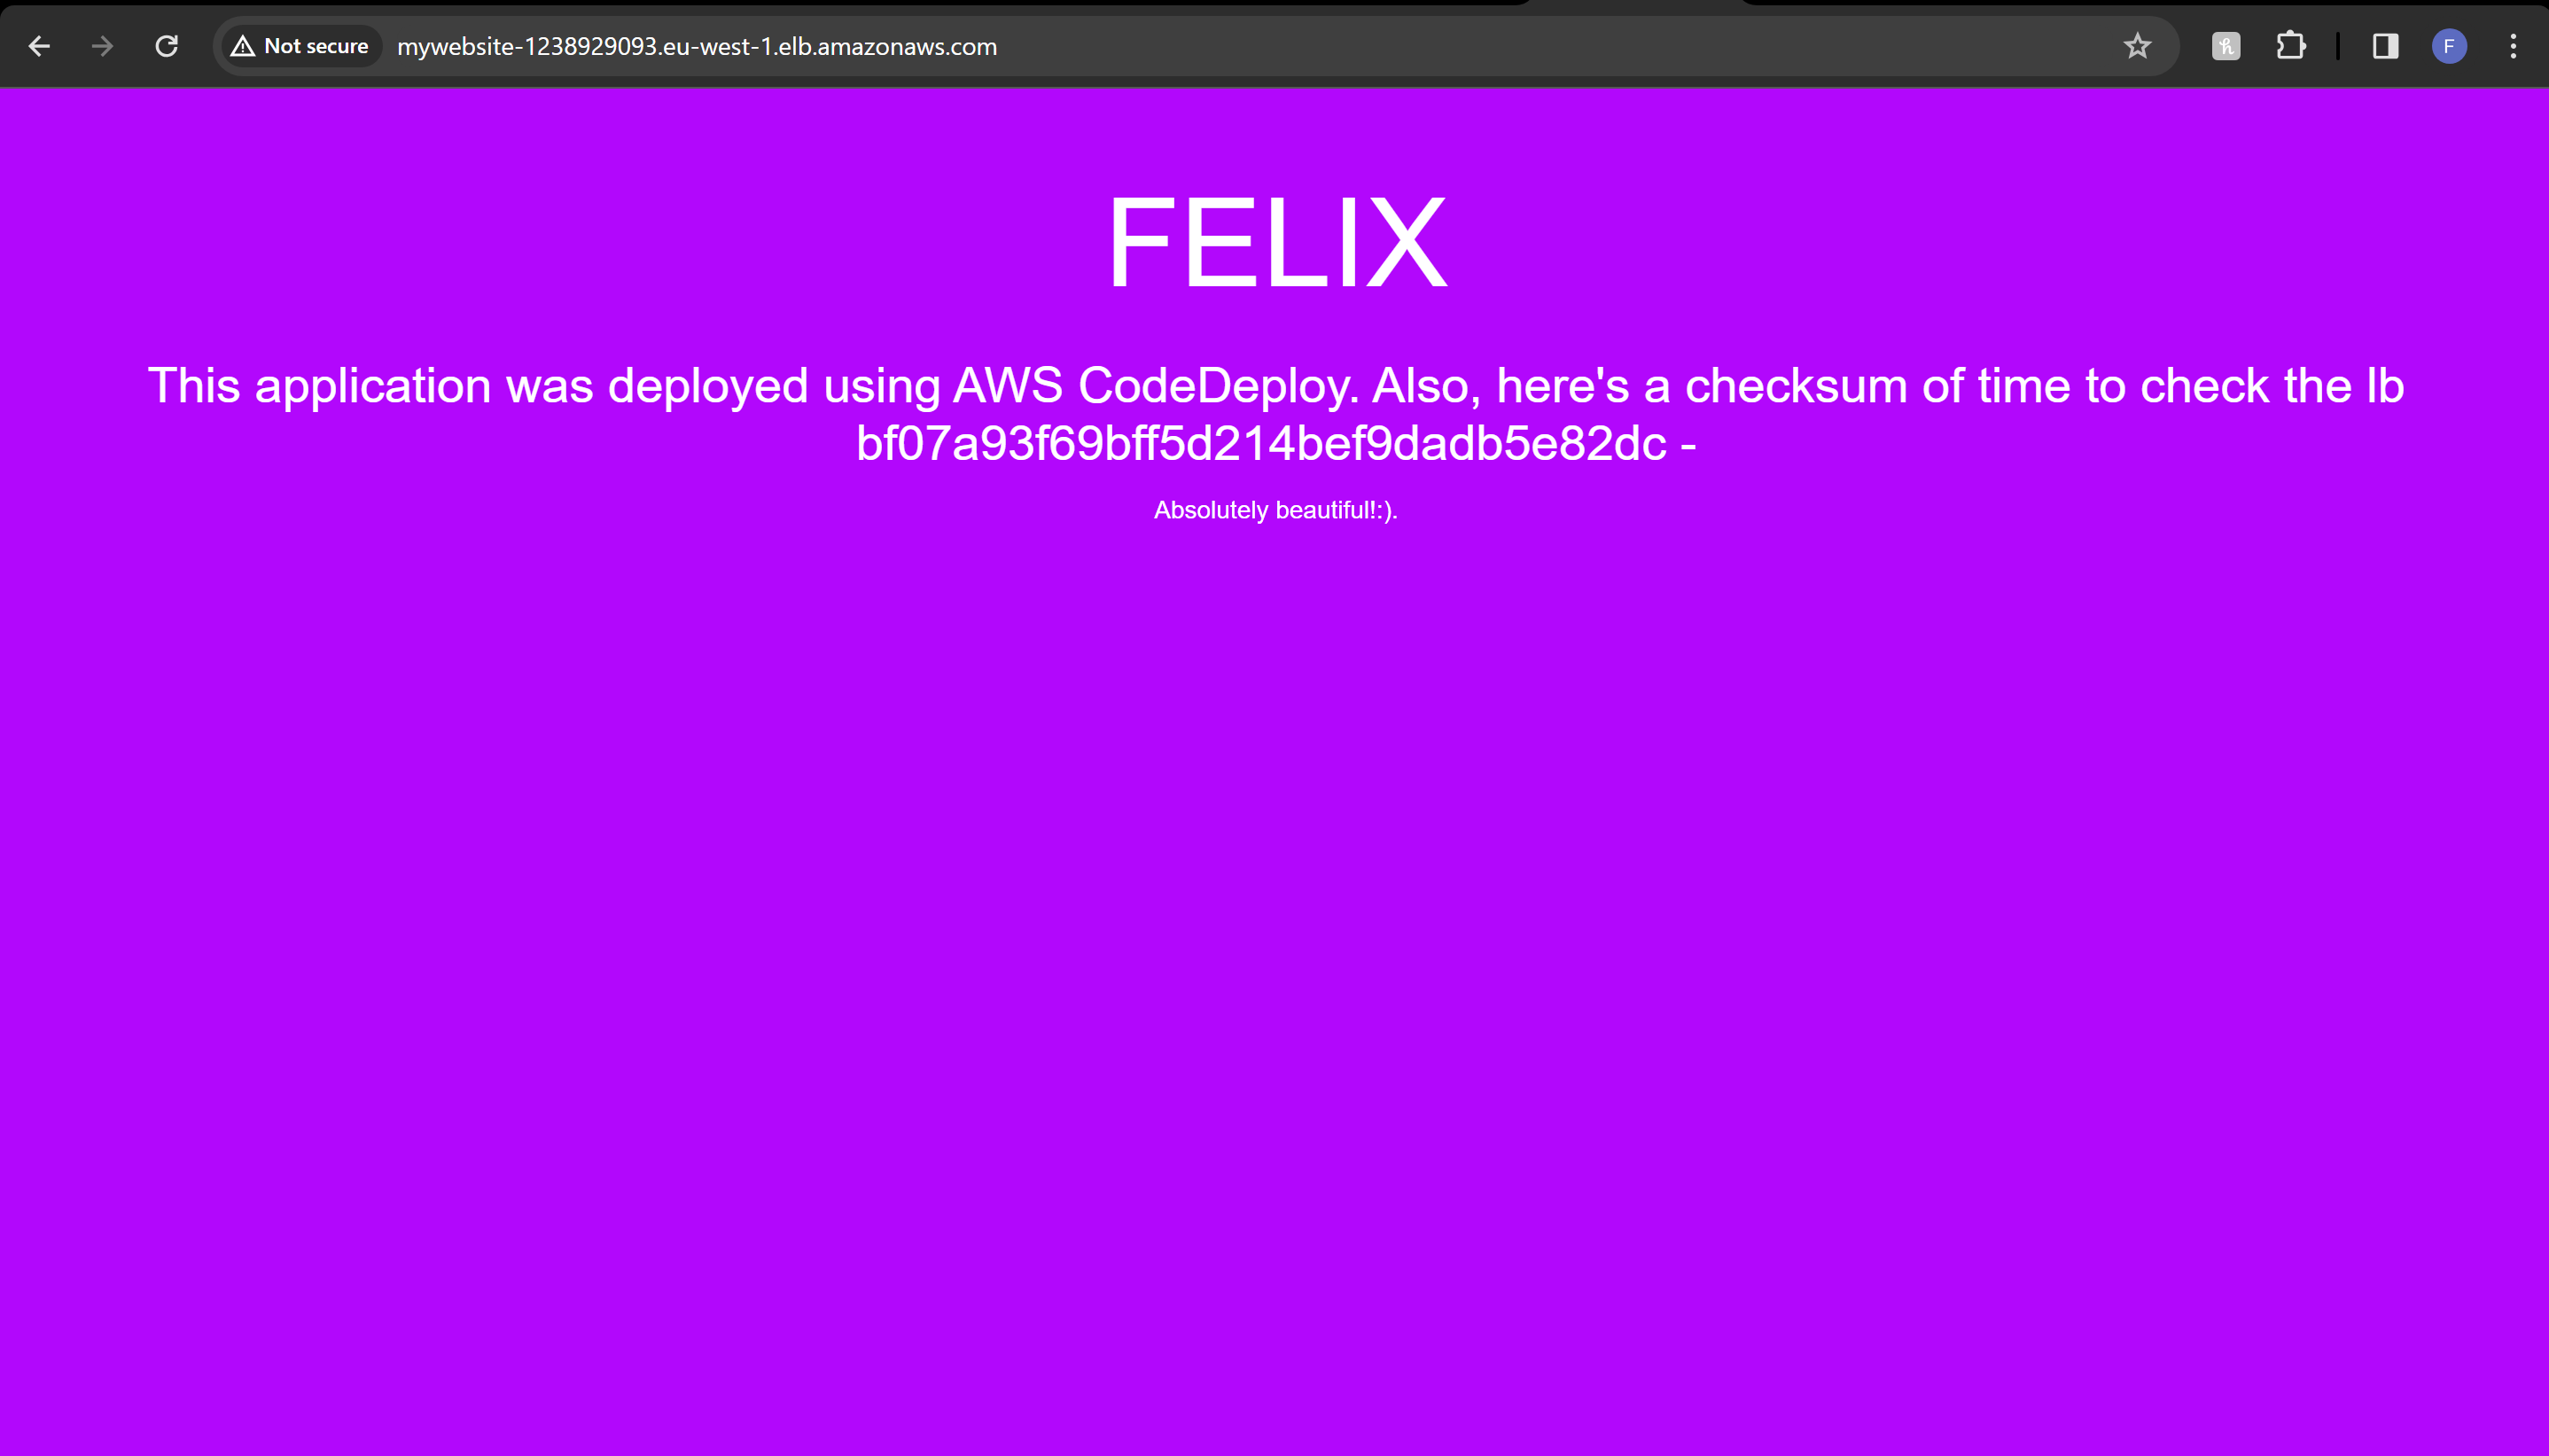 Not secure
mywebsite-1238929093.eu-west-1.elb.amazonaws.com
F
FELIX
This application was deployed using AWS CodeDeploy. Also, here's a checksum of time to check the lb
bf07a93f69bff5d214bef9dadb5e82dc -
Absolutely beautiful!:).